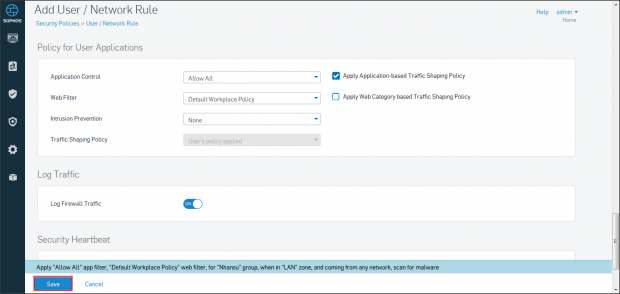 SOPHOS
Add User / Network Rule
Security Policies > User / Network Rule
Help admin
Home
Policy for User Applications
Application Control
Allow All
Apply Application-based Traffic Shaping Policy
Web Filter
Default Workplace Policy
Apply Web Category based Traffic Shaping Policy
Intrusion Prevention
None
Traffic Shaping Policy
User's policy applied
Log Traffic
Log Firewall Traffic
ON
Security Heartbeat
Apply "Allow All" app filter, "Default Workplace Policy" web filter, for "Nhansu" group, when in "LAN" zone, and coming from any network, scan for malware
Save
Cancel